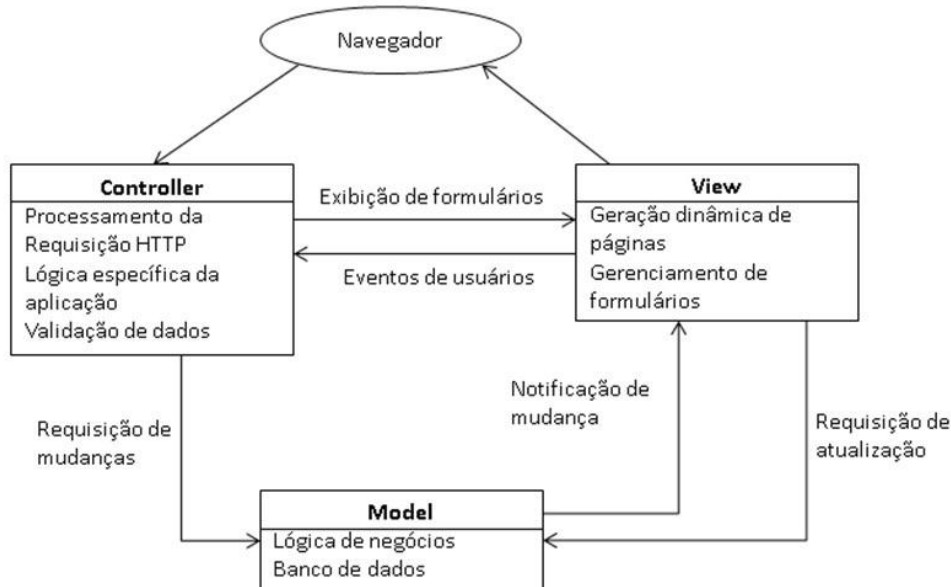 Navegador
Controller
Processamento da
Requisição HTTP
Lógica específica da
aplicação
Validação de dados
Exibição de formulários
Eventos de usuários
View
Geração dinâmica de
páginas
Gerenciamento de
formulários
Requisição de
mudanças
Notificação de
mudança
Requisição de
atualização
Model
Lógica de negócios
Banco de dados